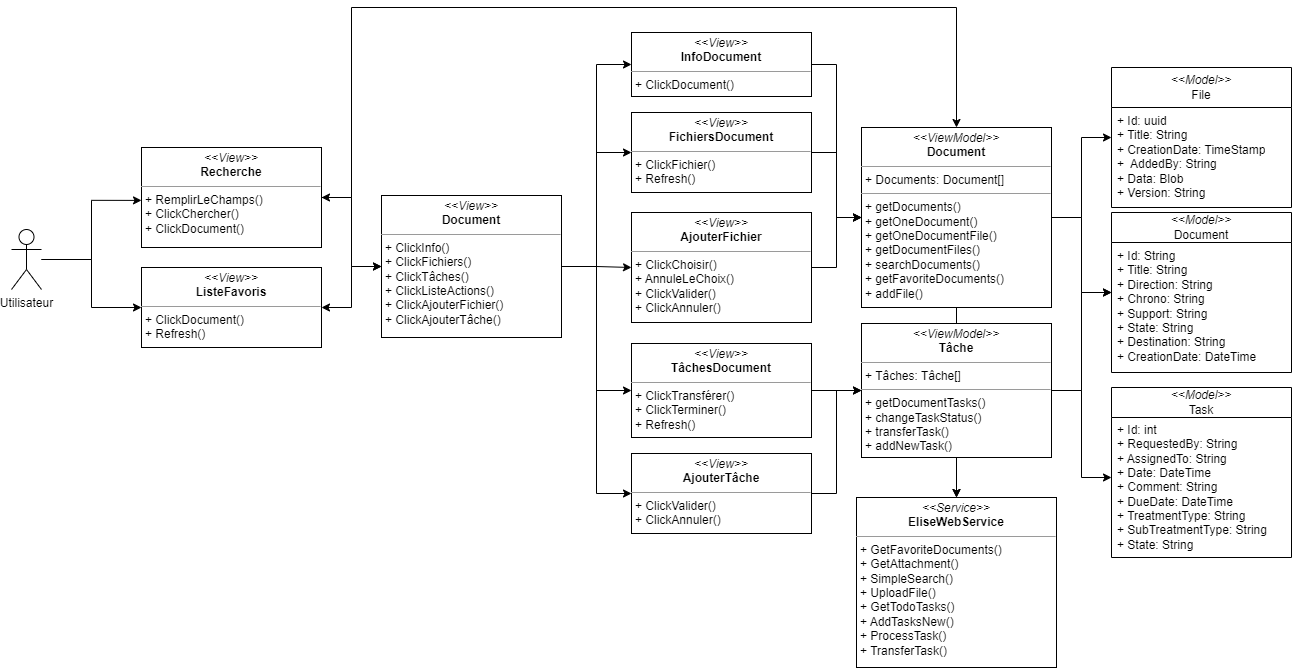 Utilisateur
<<View>>
Recherche
+ RemplirLeChamps()
+ ClickChercher()
+ ClickDocument()
<<View>>
ListeFavoris
+ ClickDocument()
+ Refresh()
<<View>>
Document
+ ClickInfo()
+ ClickFichiers()
+ ClickTâches()
+ ClickListeActions()
+ ClickAjouterFichier()
+ ClickAjouterTâche()
<<View>>
InfoDocument
+ ClickDocument()
<<View>>
FichiersDocument
+ ClickFichier()
+ Refresh()
<<View>>
AjouterFichier
+ ClickChoisir()
+ AnnuleLeChoix()
+ ClickValider()
+ ClickAnnuler()
<<View>>
TâchesDocument
+ ClickTransférer()
+ ClickTerminer()
+ Refresh()
<<View>>
AjouterTâche
+ ClickValider()
+ ClickAnnuler()
<<ViewModel>>
Document
+ Documents: Document[]
+ getDocuments()
+ getOneDocument()
+ getOneDocumentFile()
+ getDocumentFiles()
+ searchDocuments()
+ getFavoriteDocuments()
+ addFile()
<<ViewModel>>
Tâche
+ Tâches: Tâche[]
+ getDocumentTasks()
+ changeTaskStatus()
+ transferTask()
+ addNewTask()
<<Service>>
EliseWebService
+ GetFavoriteDocuments()
+ GetAttachment()
+ SimpleSearch()
+ UploadFile()
+ GetTodoTasks()
+ AddTasksNew()
+ ProcessTask()
+ TransferTask()
<<Model>>
File
+ Id: uuid
+ Title: String
+ CreationDate: TimeStamp
+ AddedBy: String
+ Data: Blob
+ Version: String
<<Model>>
Document
+ Id: String
+ Title: String
+ Direction: String
+ Chrono: String
+ Support: String
+ State: String
+ Destination: String
+ CreationDate: DateTime
<<Model>>
Task
+ Id: int
+ RequestedBy: String
+ AssignedTo: String
+ Date: DateTime
+ Comment: String
+ DueDate: DateTime
+ TreatmentType: String
+ SubTreatmentType: String
+ State: String